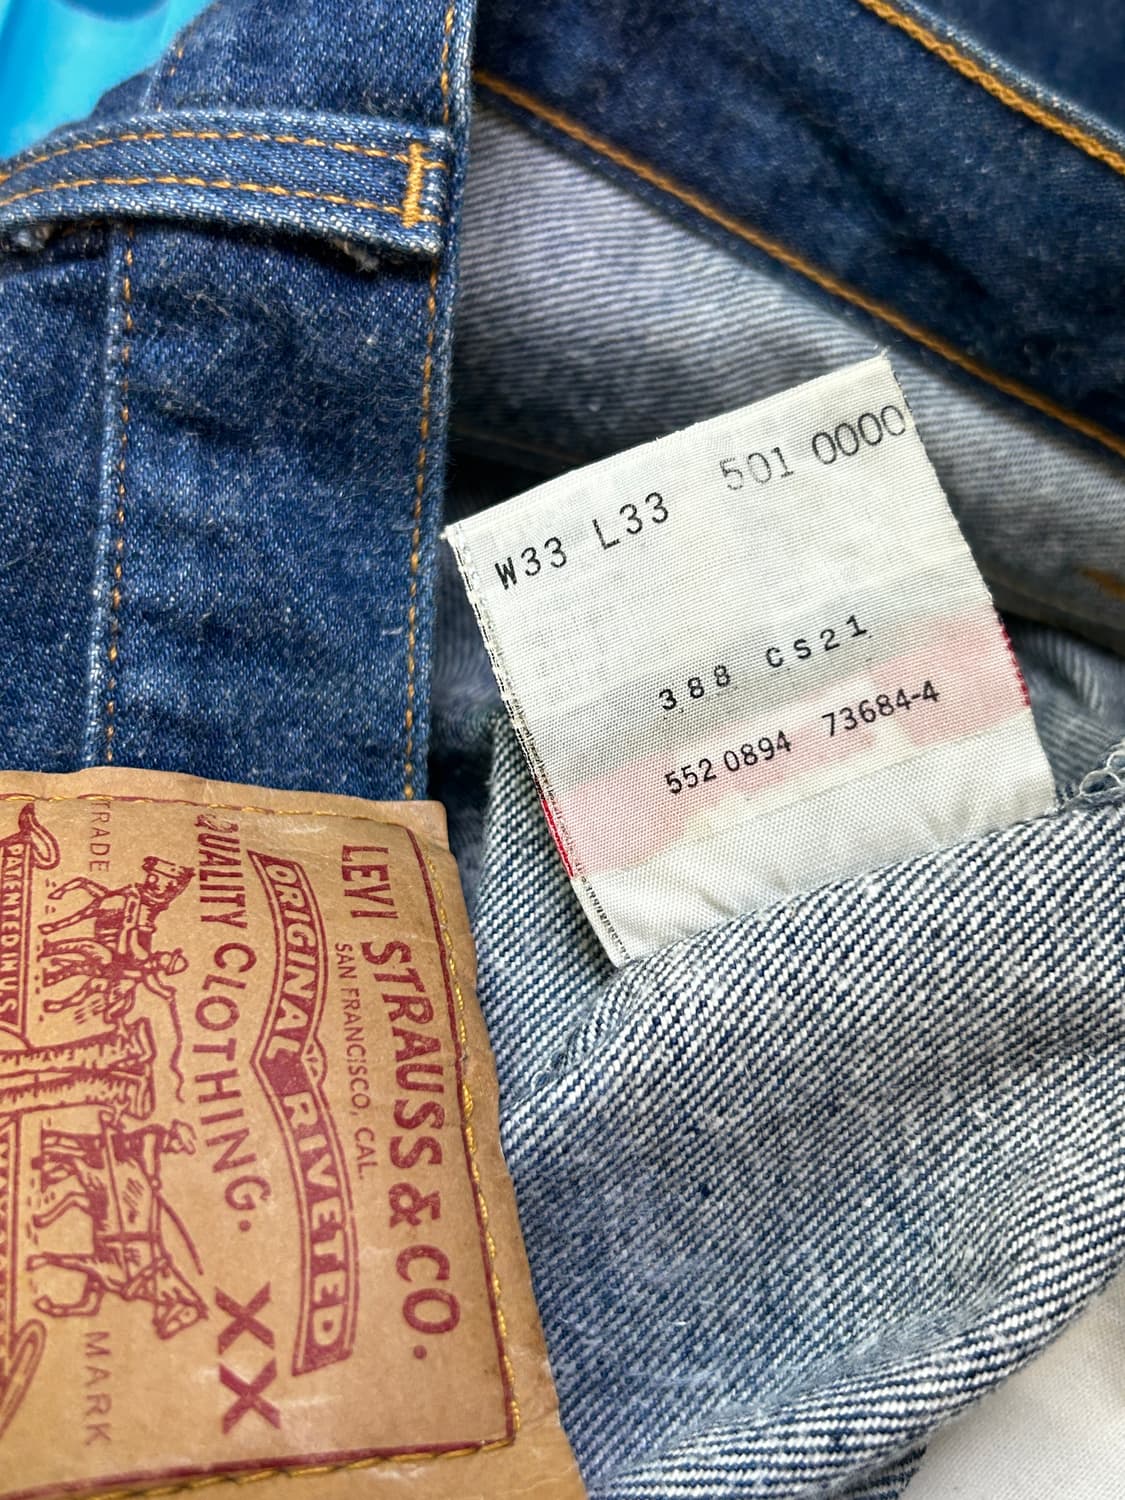 W33 L33 501 0000
388 CS21
552 0894 73684-4
LEVI STRAUSS & CO.
SAN FRANCISCO, CAL.
ORIGINAL RIVETED
QUALITY CLOTHING. XX
TRADE MARK
PATENTED IN U.S.